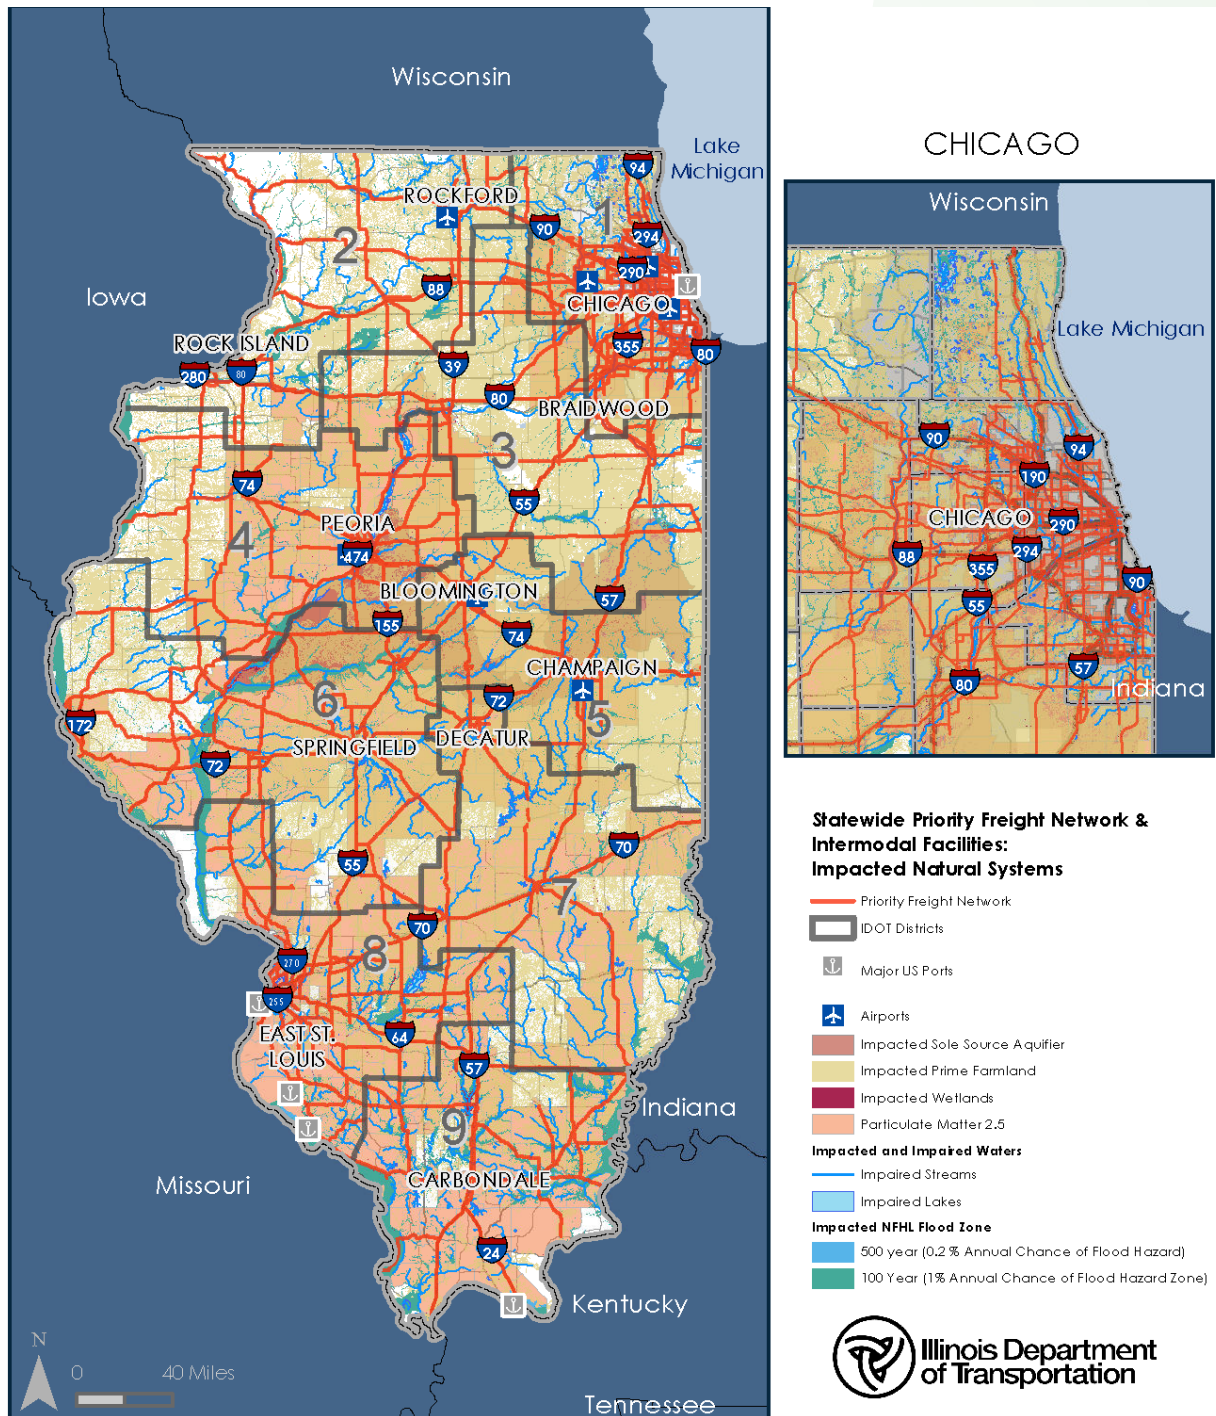 Wisconsin
Lake
Michigan
Iowa
ROCKFORD
94
90
1
294
2
290
88
CHICAGO
ROCK ISLAND
355
39
80
280
80
80
BRAIDWOOD
3
74
55
PEORIA
4
474
BLOOMINGTON
57
155
74
CHAMPAIGN
6
72
5
172
SPRINGFIELD
DECATUR
72
70
55
7
70
8
270
255
EAST ST.
LOUIS
64
57
Indiana
9
Missouri
CARBONDALE
24
Kentucky
N
0
40 Miles
Tennessee
CHICAGO
Wisconsin
Lake Michigan
90
94
190
CHICAGO
290
88
294
355
90
55
57
80
Indiana
Statewide Priority Freight Network &
Intermodal Facilities:
Impacted Natural Systems
Priority Freight Network
IDOT Districts
Major US Ports
Airports
Impacted Sole Source Aquifier
Impacted Prime Farmland
Impacted Wetlands
Particulate Matter 2.5
Impacted and Impaired Waters
Impaired Streams
Impaired Lakes
Impacted NFHL Flood Zone
500 year (0.2% Annual Chance of Flood Hazard)
100 Year (1% Annual Chance of Flood Hazard Zone)
Illinois Department
of Transportation